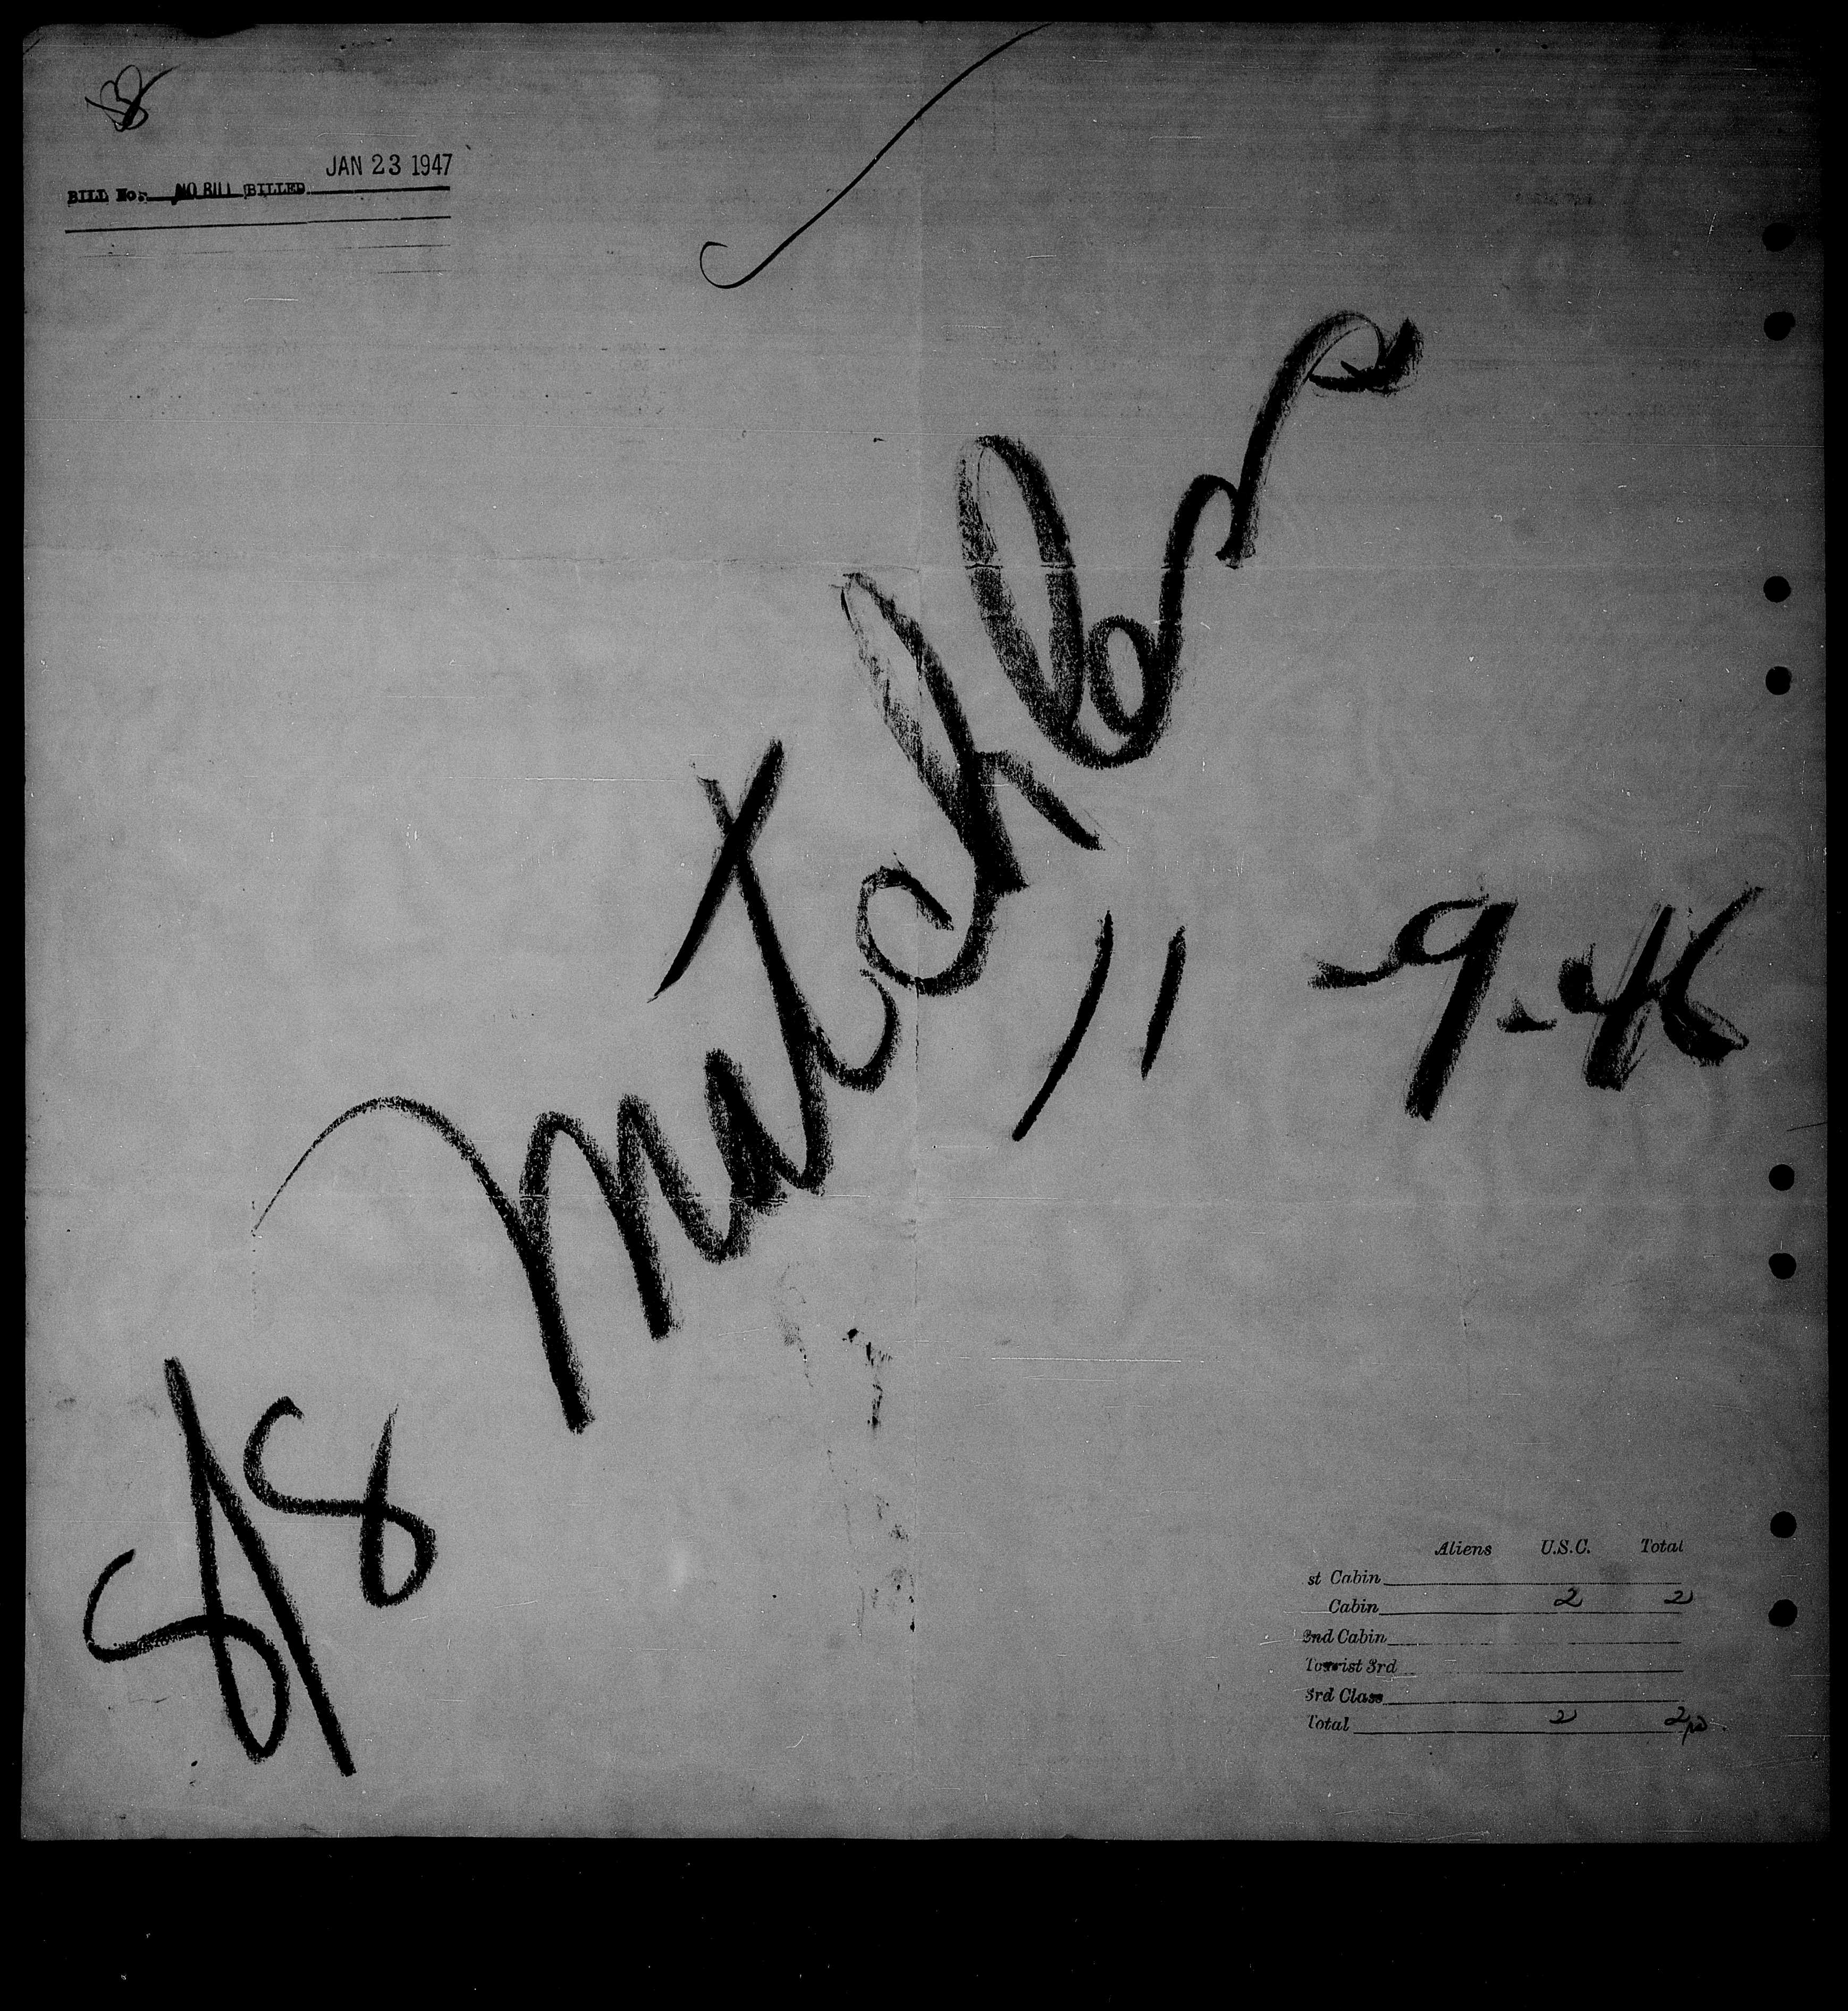 JAN 23 1947
BILL No: NO BILL BILLED
S/S
11-9-46
Aliens U.S.C. Total
st Cabin
Cabin 2 2
2nd Cabin
Tourist 3rd
3rd Class
Total 2 2